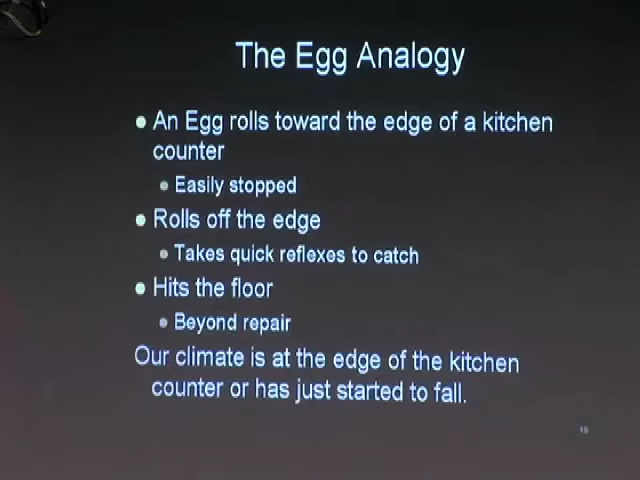 The Egg Analogy
An Egg rolls toward the edge of a kitchen
counter
Easily stopped
Rolls off the edge
Takes quick reflexes to catch
Hits the floor
Beyond repair
Our climate is at the edge of the kitchen
counter or has just started to fall.